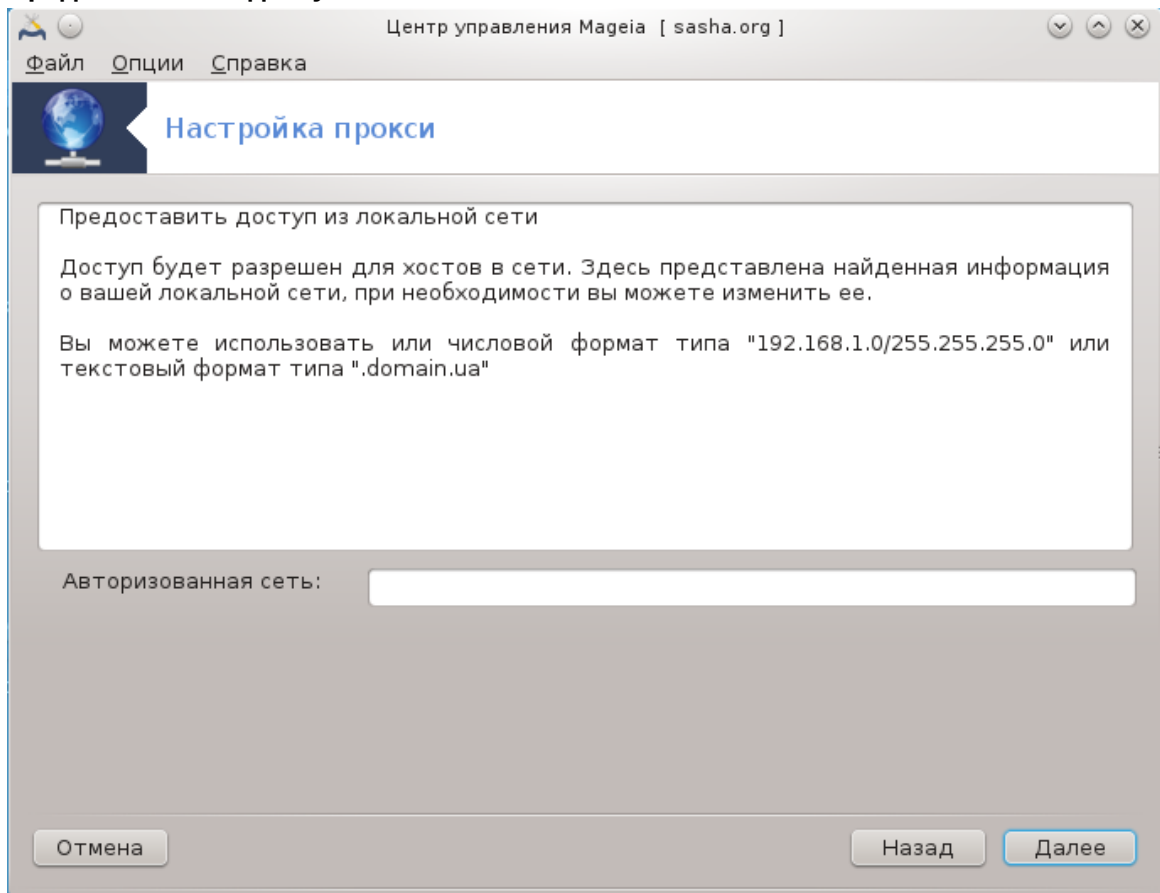 Центр управления Mageia [ sasha.org ]
Файл Опции Справка
Настройка прокси
Предоставить доступ из локальной сети
Доступ будет разрешен для хостов в сети. Здесь представлена найденная информация
о вашей локальной сети, при необходимости вы можете изменить ее.
Вы можете использовать или числовой формат типа "192.168.1.0/255.255.255.0" или
текстовый формат типа ".domain.ua"
Авторизованная сеть:
Отмена Назад Далее